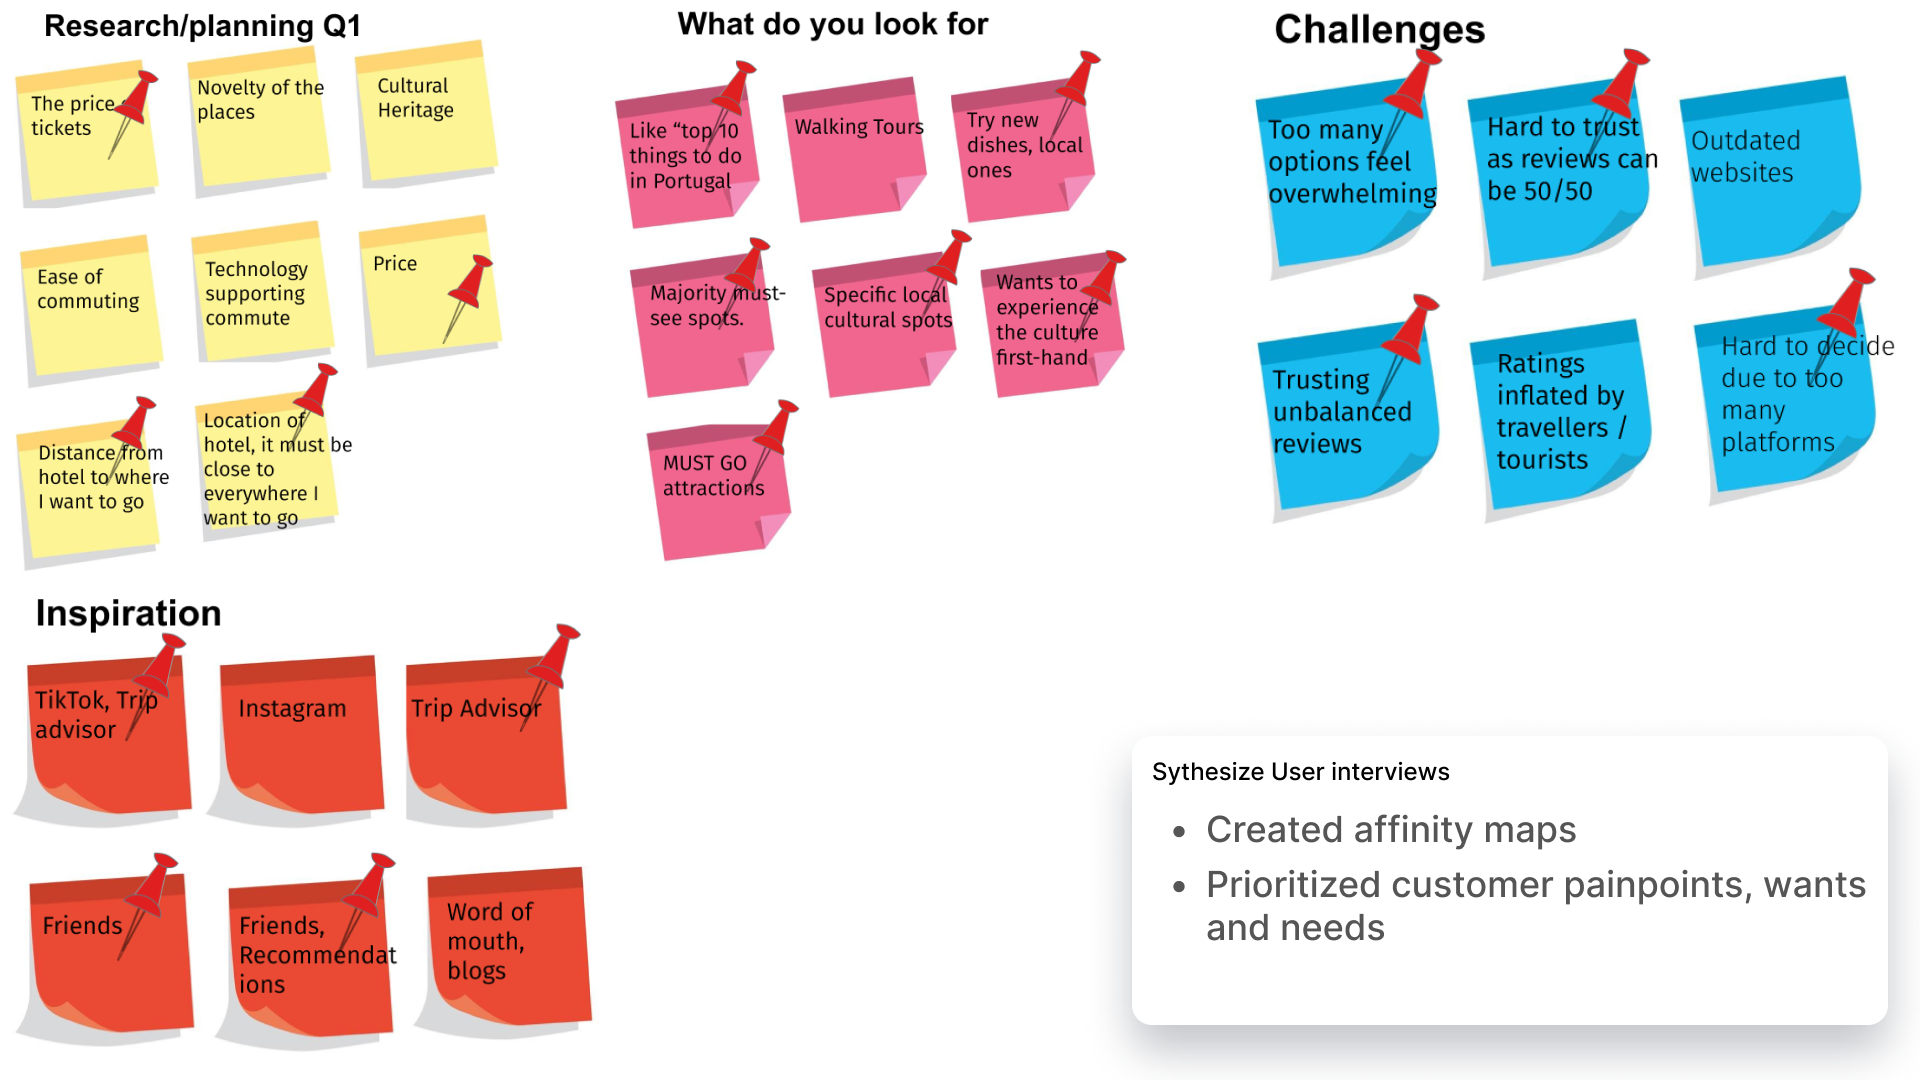 Research/planning Q1
The price
tickets
Novelty of the
places
Cultural
Heritage
Ease of
commuting
Technology
supporting
commute
Price
Distance from
hotel to where
I want to go
Location of
hotel, it must be
close to
everywhere I
want to go
What do you look for
Like “top 10
things to do
in Portugal
Walking Tours
Try new
dishes, local
ones
Majority must-
see spots.
Specific local
cultural spots
Wants to
experience
the culture
first-hand
MUST GO
attractions
Challenges
Too many
options feel
overwhelming
Hard to trust
as reviews can
be 50/50
Outdated
websites
Trusting
unbalanced
reviews
Ratings
inflated by
travellers /
tourists
Hard to decide
due to too
many
platforms
Inspiration
TikTok, Trip
advisor
Instagram
Trip Advisor
Friends
Friends,
Recommendat
ions
Word of
mouth,
blogs
Sythesize User interviews
• Created affinity maps
• Prioritized customer painpoints, wants
and needs